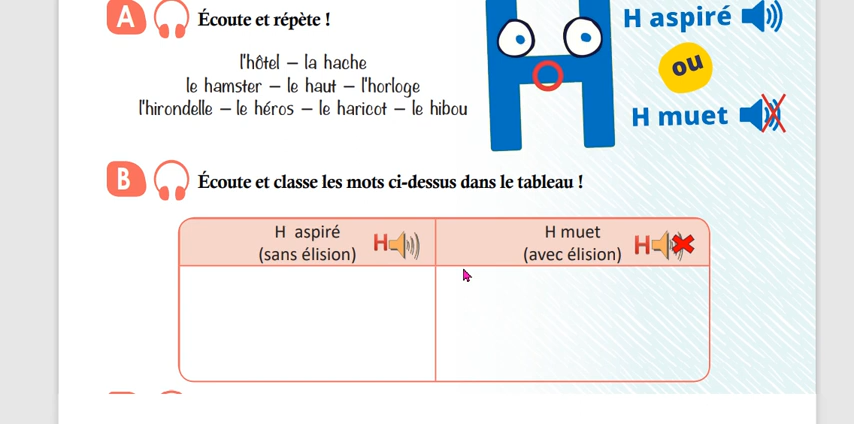 A Écoute et répète !
H aspiré
l'hôtel – la hache
le hamster – le haut – l'horloge
l'hirondelle – le héros – le haricot – le hibou
ou
H muet
B Écoute et classe les mots ci-dessus dans le tableau !
H aspiré
(sans élision)
H
H muet
(avec élision)
H